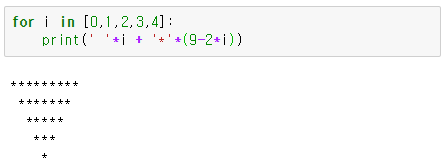 for i in [0,1,2,3,4]:
    print(' '*i + '*'*(9-2*i))
*********
 *******
  *****
   ***
    *